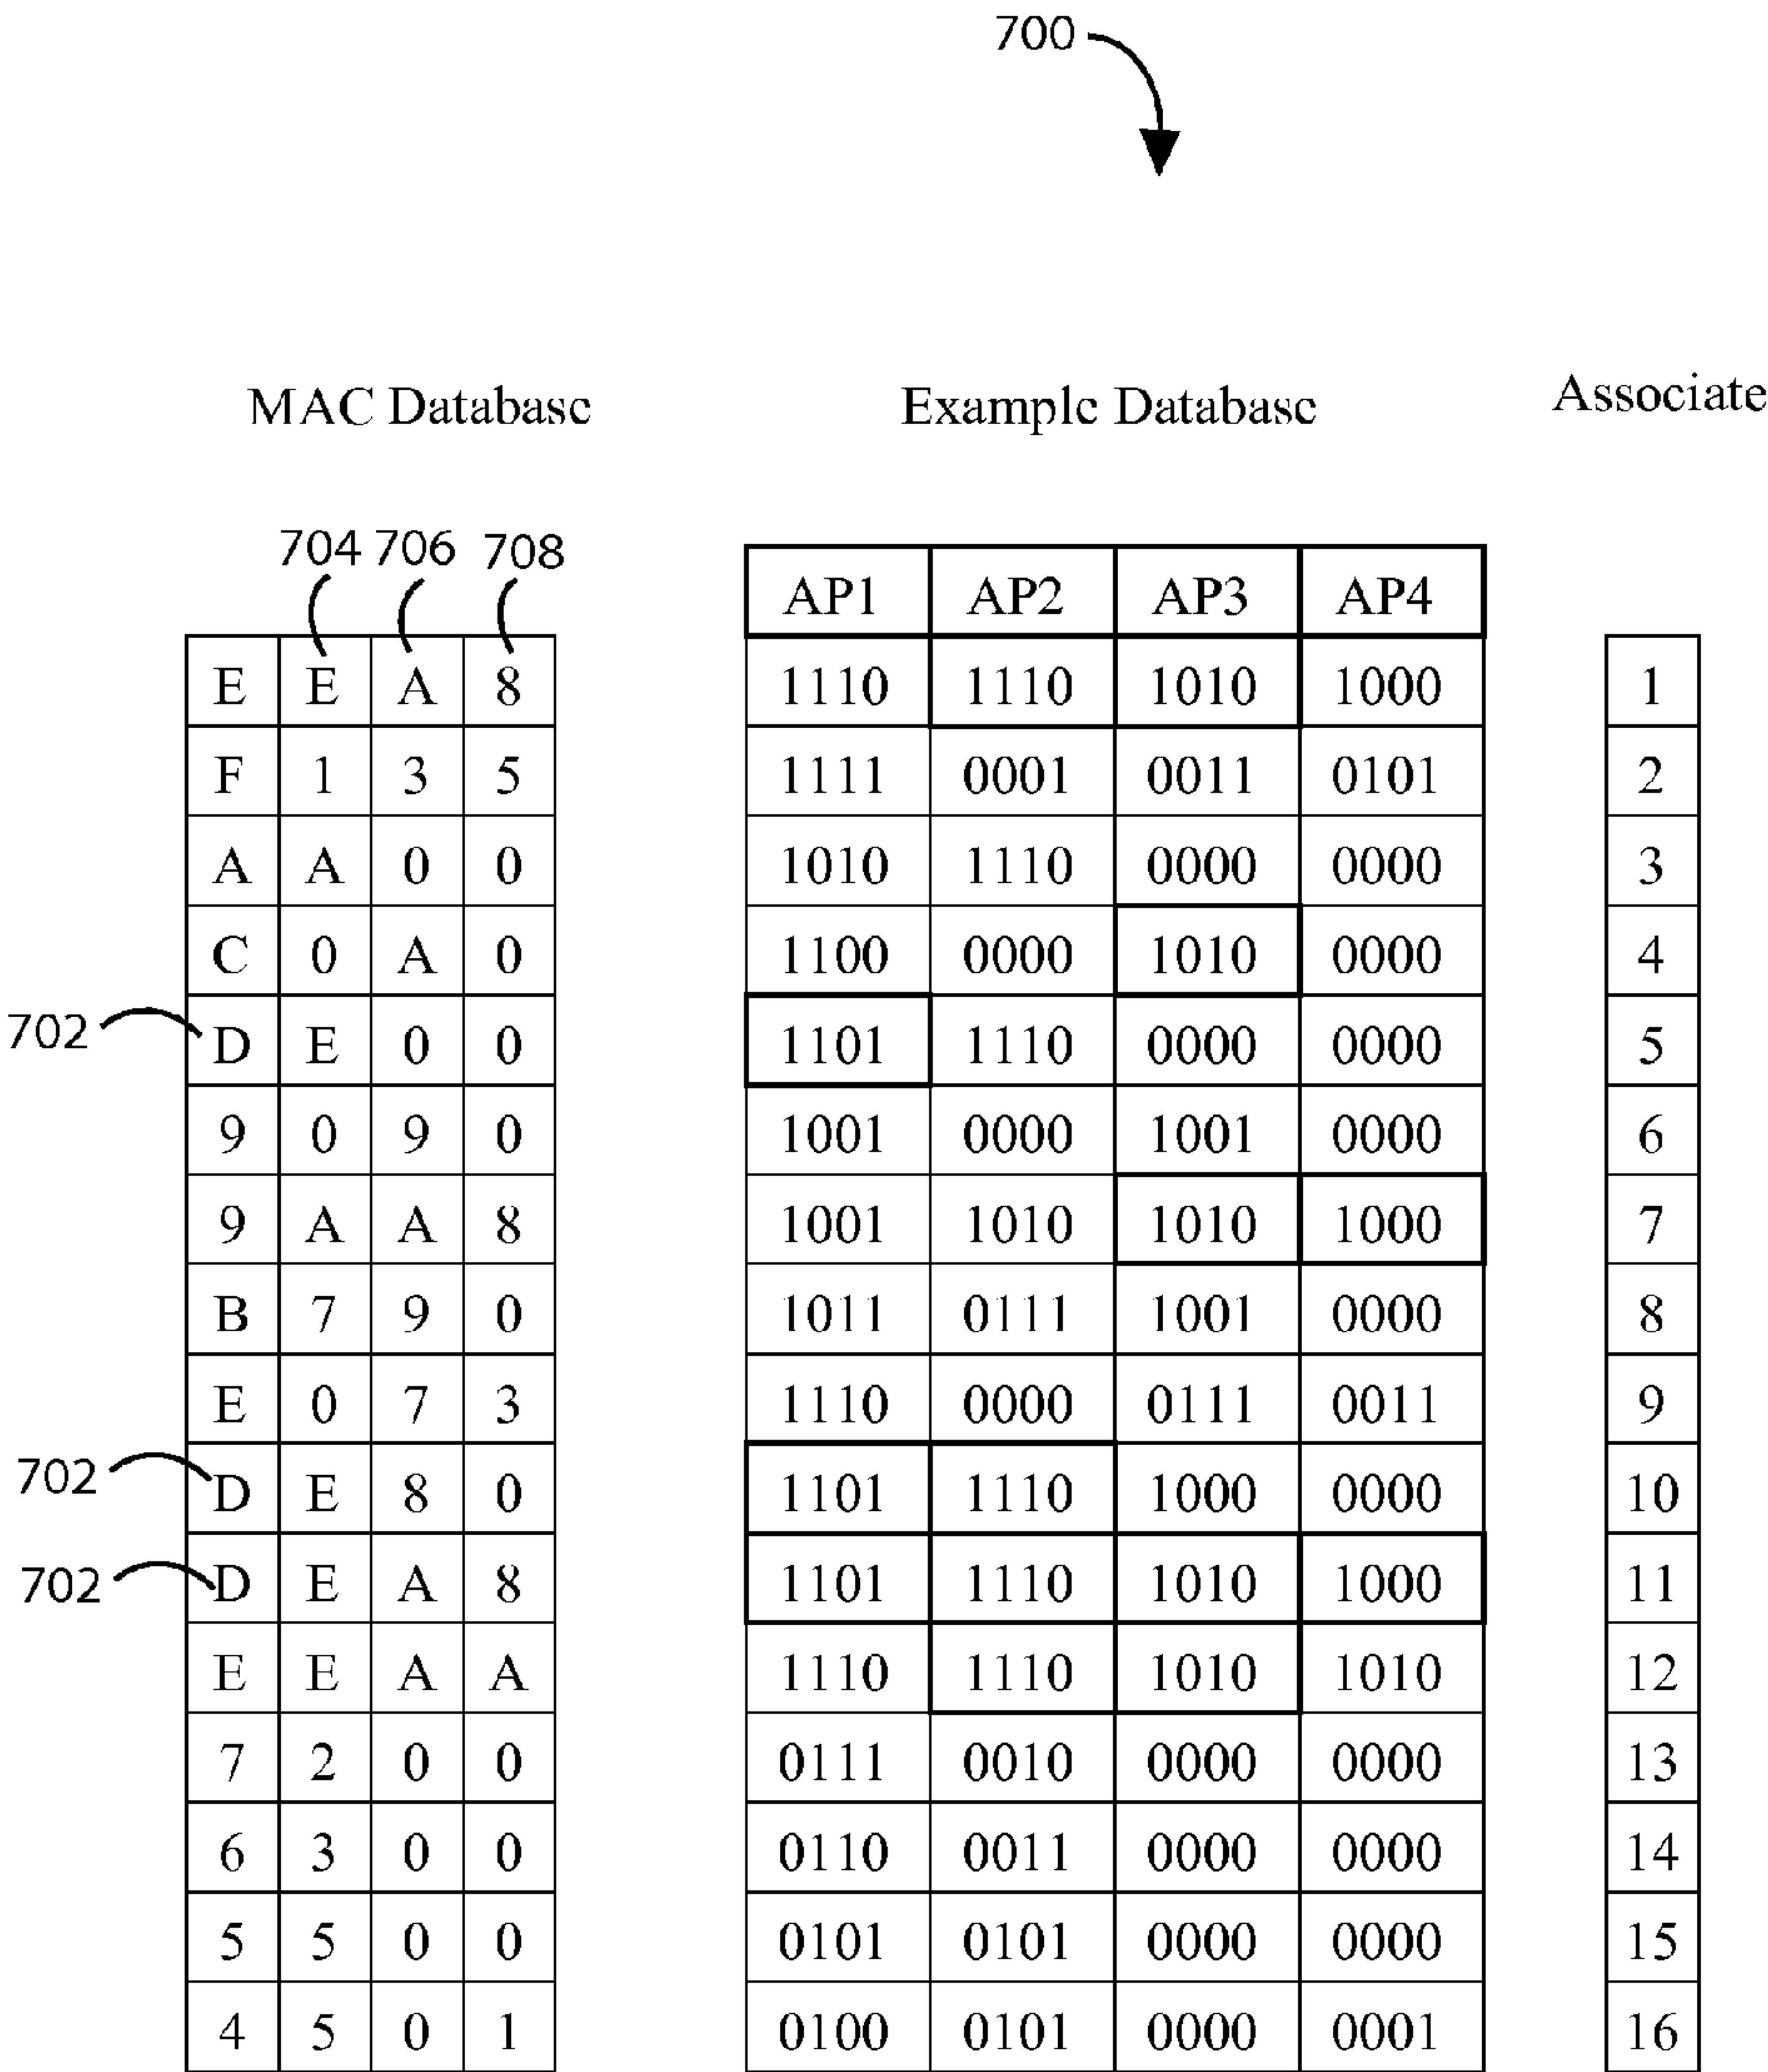 700
MAC Database Example Database Associate
704 706 708
AP1 AP2 AP3 AP4
E E A 8 1110 1110 1010 1000 1
F 1 3 5 1111 0001 0011 0101 2
A A 0 0 1010 1110 0000 0000 3
C 0 A 0 1100 0000 1010 0000 4
702 D E 0 0 1101 1110 0000 0000 5
9 0 9 0 1001 0000 1001 0000 6
9 A A 8 1001 1010 1010 1000 7
B 7 9 0 1011 0111 1001 0000 8
E 0 7 3 1110 0000 0111 0011 9
702 D E 8 0 1101 1110 1000 0000 10
702 D E A 8 1101 1110 1010 1000 11
E E A A 1110 1110 1010 1010 12
7 2 0 0 0111 0010 0000 0000 13
6 3 0 0 0110 0011 0000 0000 14
5 5 0 0 0101 0101 0000 0000 15
4 5 0 1 0100 0101 0000 0001 16